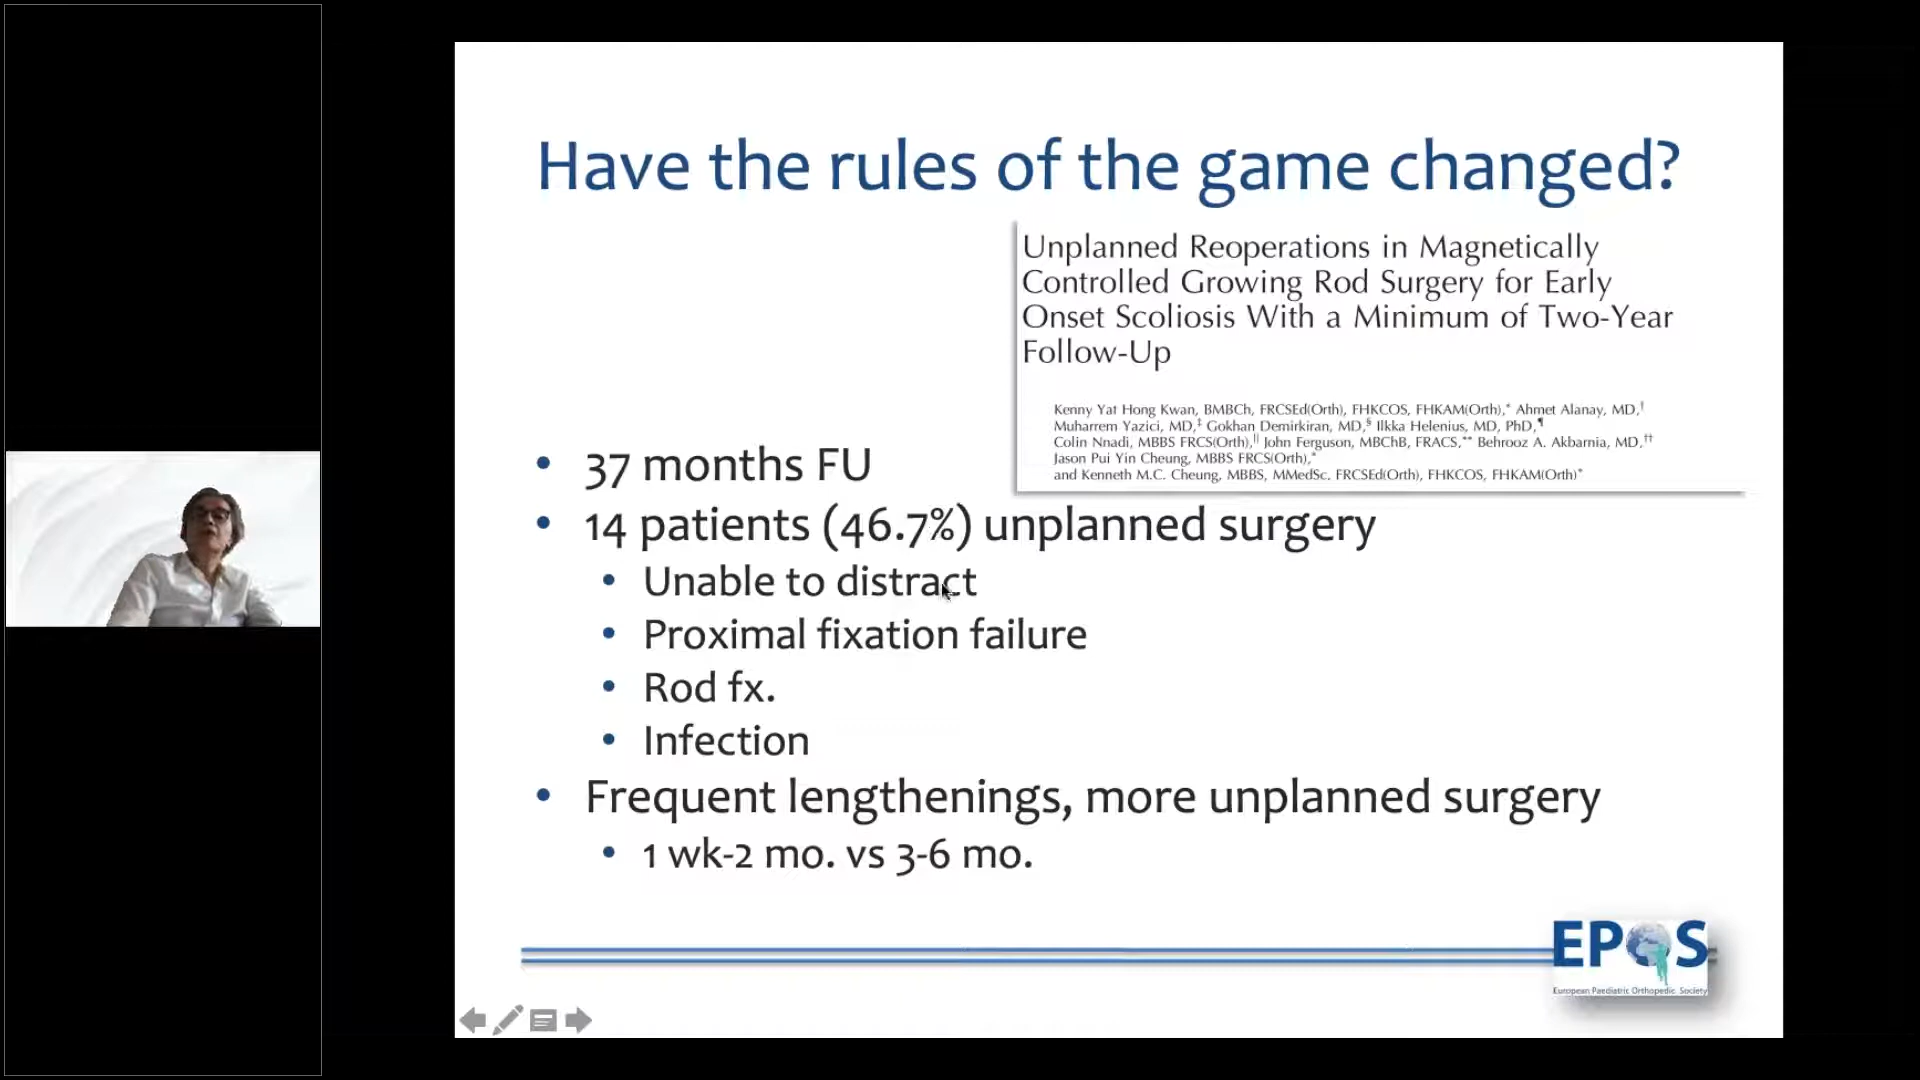 Have the rules of the game changed?
Unplanned Reoperations in Magnetically
Controlled Growing Rod Surgery for Early
Onset Scoliosis With a Minimum of Two-Year
Follow-Up
Kenny Yat Hong Kwan, BMBCh, FRCSEd(Orth), FHKCOS, FHKAM(Orth),* Ahmet Alanay, MD,†
Muharrem Yazici, MD,‡ Gokhan Demirkiran, MD,§ Ilkka Helenius, MD, PhD,¶
Colin Nnadi, MBBS FRCS(Orth),|| John Ferguson, MBChB, FRACS,** Behrooz A. Akbarnia, MD,††
Jason Pui Yin Cheung, MBBS FRCS(Orth),*
and Kenneth M.C. Cheung, MBBS, MMedSc. FRCSEd(Orth), FHKCOS, FHKAM(Orth)*
• 37 months FU
• 14 patients (46.7%) unplanned surgery
• Unable to distract
• Proximal fixation failure
• Rod fx.
• Infection
• Frequent lengthenings, more unplanned surgery
• 1 wk-2 mo. vs 3-6 mo.
EPOS
European Paediatric Orthopedic Society